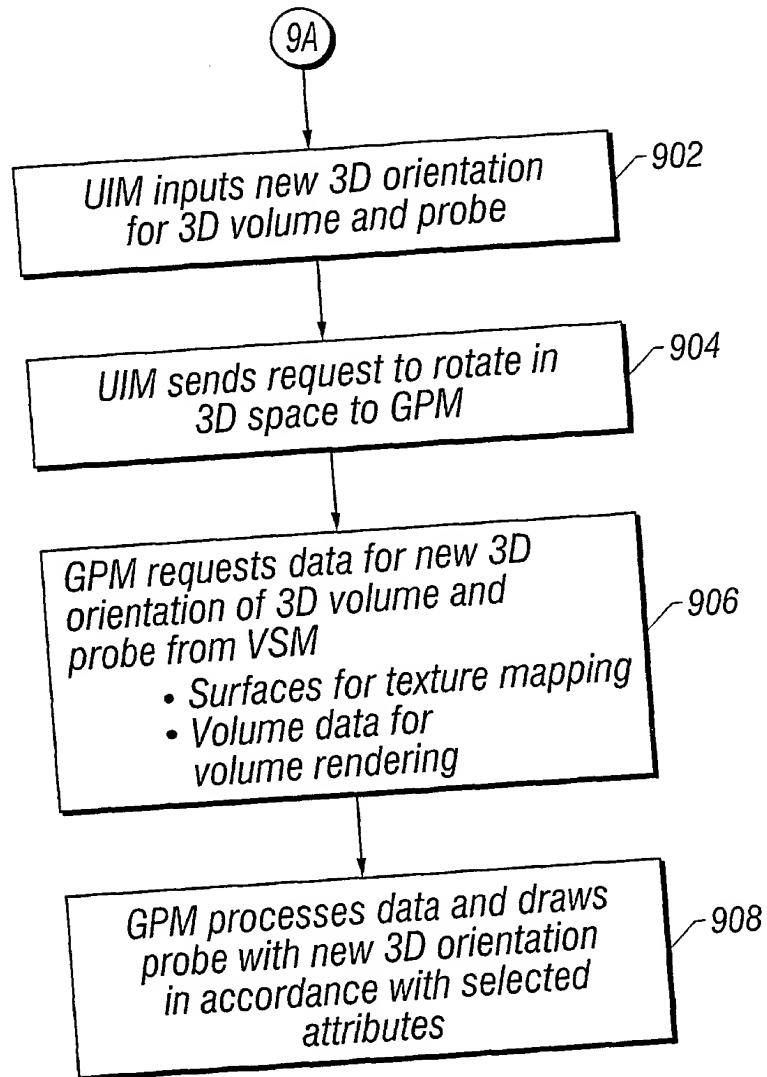 9A
UIM inputs new 3D orientation
for 3D volume and probe
902
UIM sends request to rotate in
3D space to GPM
904
GPM requests data for new 3D
orientation of 3D volume and
probe from VSM
• Surfaces for texture mapping
• Volume data for
volume rendering
906
GPM processes data and draws
probe with new 3D orientation
in accordance with selected
attributes
908